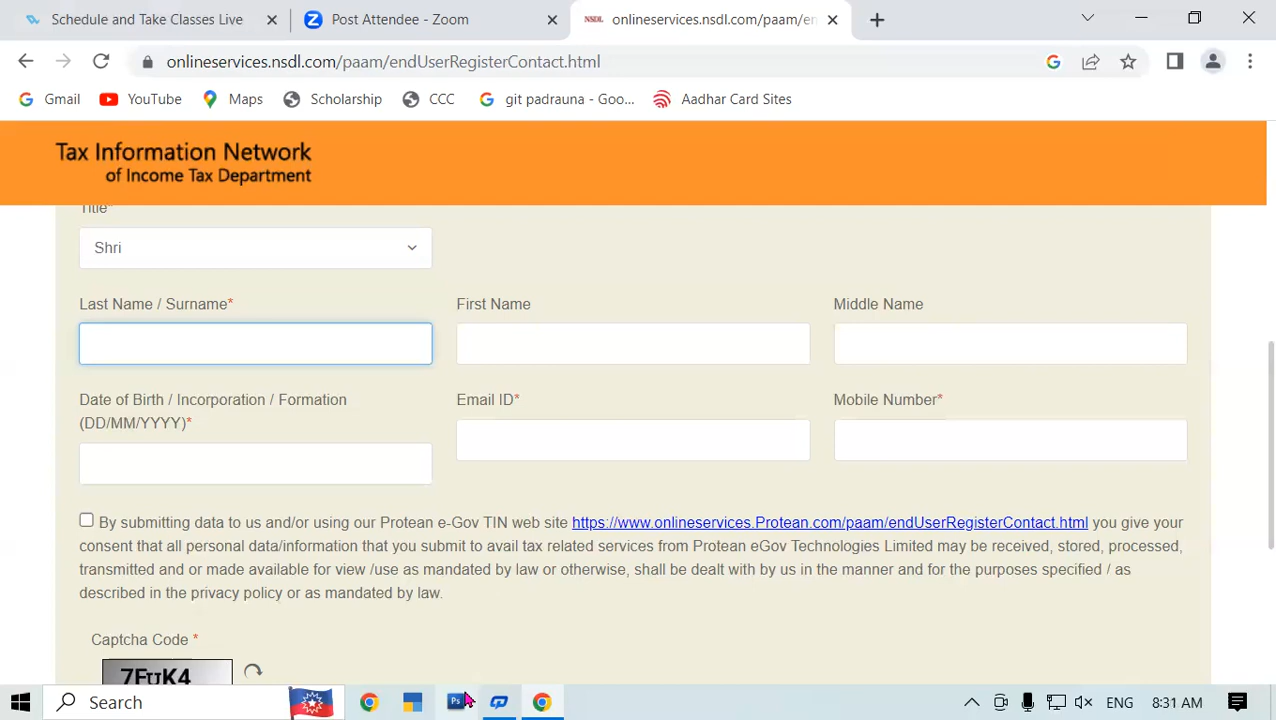 Schedule and Take Classes Live
Post Attendee - Zoom
NSDL onlineservices.nsdl.com/paam/en
onlineservices.nsdl.com/paam/endUserRegisterContact.html
Gmail YouTube Maps Scholarship CCC git padrauna - Goo... Aadhar Card Sites
Tax Information Network
of Income Tax Department
Title*
Shri
Last Name / Surname* First Name Middle Name
Date of Birth / Incorporation / Formation
(DD/MM/YYYY)*
Email ID* Mobile Number*
By submitting data to us and/or using our Protean e-Gov TIN web site https://www.onlineservices.Protean.com/paam/endUserRegisterContact.html you give your
consent that all personal data/information that you submit to avail tax related services from Protean eGov Technologies Limited may be received, stored, processed,
transmitted and or made available for view /use as mandated by law or otherwise, shall be dealt with by us in the manner and for the purposes specified / as
described in the privacy policy or as mandated by law.
Captcha Code *
7FuK4
Search Ps ENG 8:31 AM